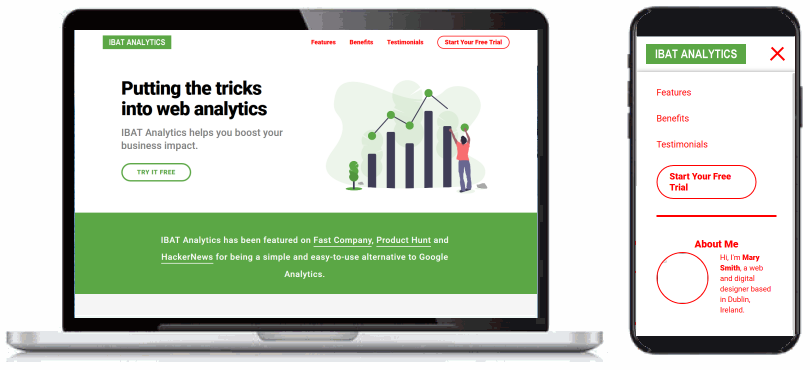 IBAT ANALYTICS
Features Benefits Testimonials Start Your Free Trial
Putting the tricks
into web analytics
IBAT Analytics helps you boost your
business impact.
TRY IT FREE
IBAT Analytics has been featured on Fast Company, Product Hunt and
HackerNews for being a simple and easy-to-use alternative to Google
Analytics.
IBAT ANALYTICS
Features
Benefits
Testimonials
Start Your Free
Trial
About Me
Hi, I'm Mary
Smith, a web
and digital
designer based
in Dublin,
Ireland.